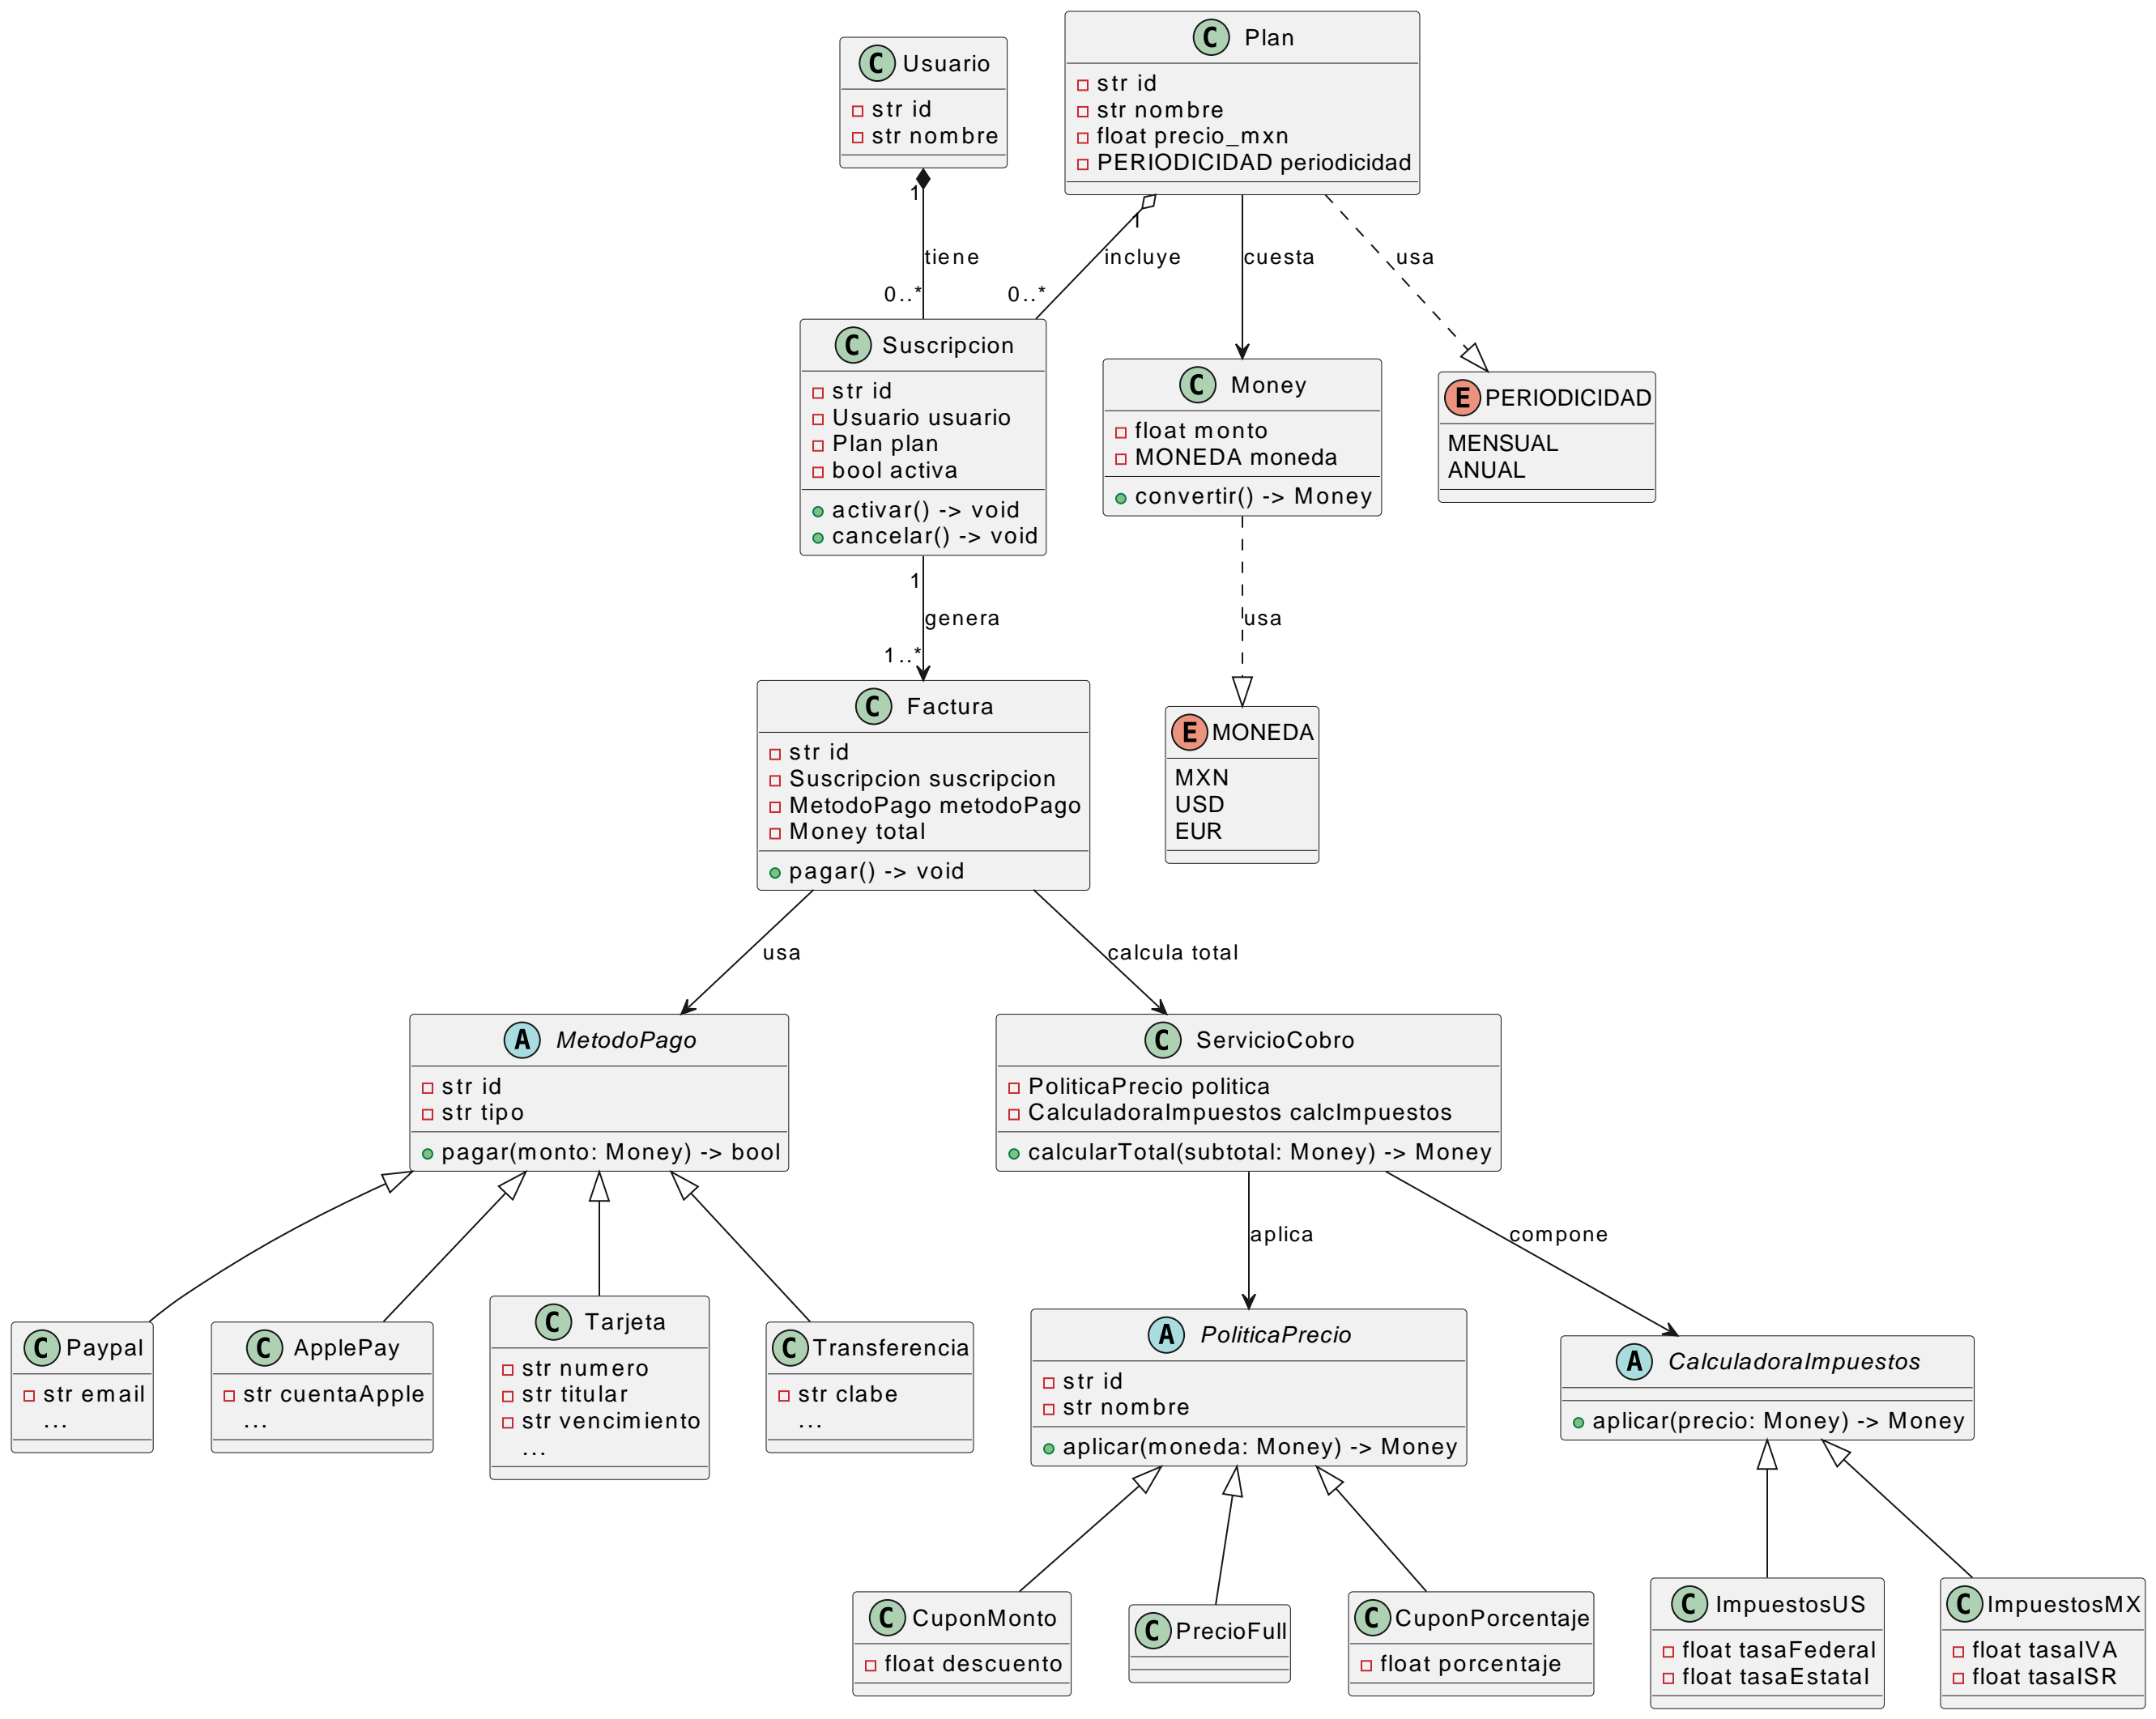 C Usuario
str id
str nombre
C Plan
str id
str nombre
float precio_mxn
PERIODICIDAD periodicidad
1
tiene
0..*
1
incluye
0..*
cuesta
usa
C Suscripcion
str id
Usuario usuario
Plan plan
bool activa
activar() -> void
cancelar() -> void
C Money
float monto
MONEDA moneda
convertir() -> Money
E PERIODICIDAD
MENSUAL
ANUAL
1
genera
1..*
usa
C Factura
str id
Suscripcion suscripcion
MetodoPago metodoPago
Money total
pagar() -> void
E MONEDA
MXN
USD
EUR
usa
calcula total
A MetodoPago
str id
str tipo
pagar(monto: Money) -> bool
C ServicioCobro
PoliticaPrecio politica
CalculadoraImpuestos calcImpuestos
calcularTotal(subtotal: Money) -> Money
aplica
compone
C Paypal
str email
...
C ApplePay
str cuentaApple
...
C Tarjeta
str numero
str titular
str vencimiento
...
C Transferencia
str clabe
...
A PoliticaPrecio
str id
str nombre
aplicar(moneda: Money) -> Money
A CalculadoraImpuestos
aplicar(precio: Money) -> Money
C CuponMonto
float descuento
C PrecioFull
C CuponPorcentaje
float porcentaje
C ImpuestosUS
float tasaFederal
float tasaEstatal
C ImpuestosMX
float tasaIVA
float tasaISR